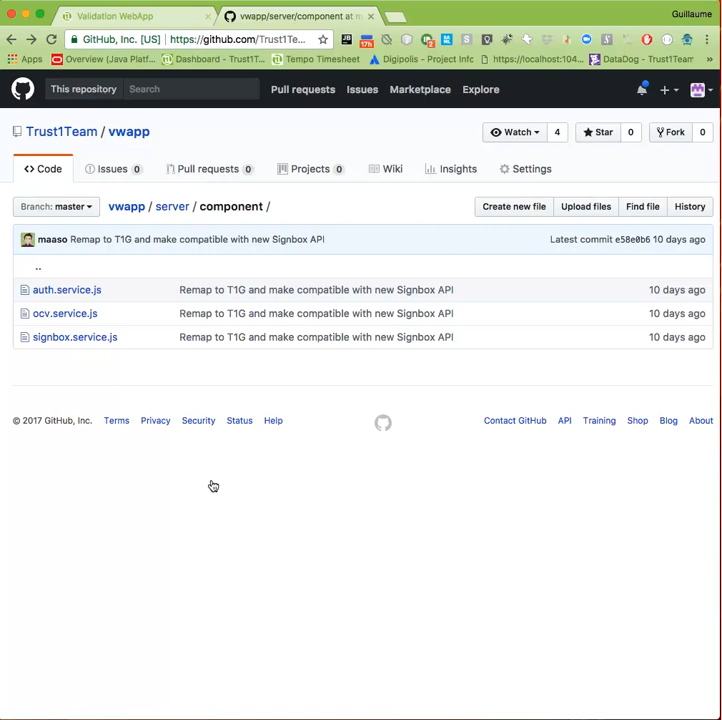 Validation WebApp
vwapp/server/component at m
Guillaume
GitHub, Inc. [US] https://github.com/Trust1Te...
Apps Overview (Java Platf... Dashboard - Trust1T... Tempo Timesheet Digipolis - Project Info https://localhost:104... DataDog - Trust1Team »
This repository Search Pull requests Issues Marketplace Explore
Trust1Team / vwapp
Watch 4 Star 0 Fork 0
Code Issues 0 Pull requests 0 Projects 0 Wiki Insights Settings
Branch: master vwapp / server / component / Create new file Upload files Find file History
maaso Remap to T1G and make compatible with new Signbox API Latest commit e58e0b6 10 days ago
..
auth.service.js Remap to T1G and make compatible with new Signbox API 10 days ago
ocv.service.js Remap to T1G and make compatible with new Signbox API 10 days ago
signbox.service.js Remap to T1G and make compatible with new Signbox API 10 days ago
© 2017 GitHub, Inc. Terms Privacy Security Status Help Contact GitHub API Training Shop Blog About